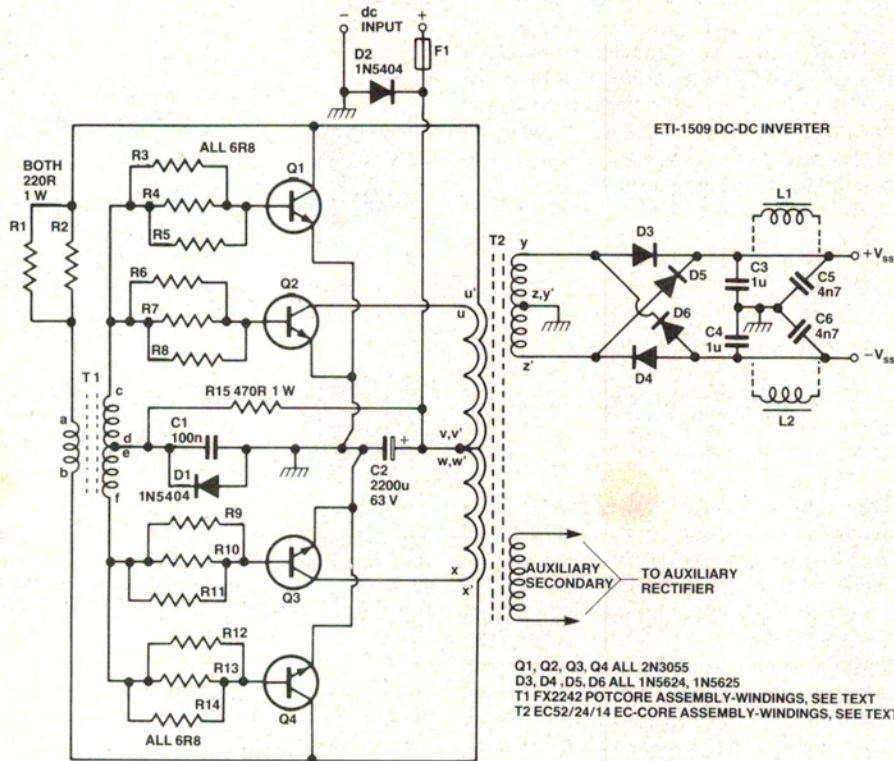 − dc +
INPUT
F1
D2
1N5404
ETI-1509 DC-DC INVERTER
ALL 6R8
BOTH
220R
1 W
R1
R2
R3
R4
R5
Q1
R6
R7
R8
Q2
T2
u'
u
y
z,y'
z'
D3
D5
D6
D4
C3
1u
C4
1u
L1
C5
4n7
C6
4n7
L2
+Vss
−Vss
T1
a
b
c
d
e
f
R15 470R 1 W
C1
100n
D1
1N5404
+
C2
2200u
63 V
v,v'
w,w'
R9
R10
R11
Q3
x
x'
R12
R13
R14
Q4
ALL 6R8
AUXILIARY
SECONDARY
TO AUXILIARY
RECTIFIER
Q1, Q2, Q3, Q4 ALL 2N3055
D3, D4 ,D5, D6 ALL 1N5624, 1N5625
T1 FX2242 POTCORE ASSEMBLY-WINDINGS, SEE TEXT
T2 EC52/24/14 EC-CORE ASSEMBLY-WINDINGS, SEE TEXT